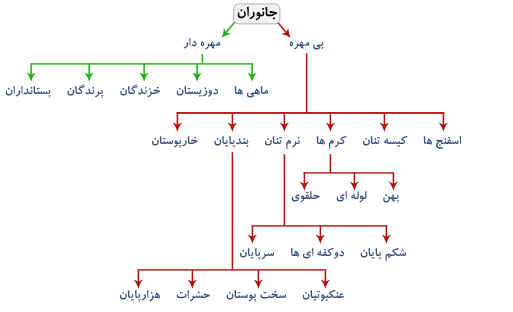 جانوران
بی مهره
مهره دار
ماهی ها
دوزیستان
خزندگان
پرندگان
پستانداران
اسفنج ها
کیسه تنان
کرم ها
نرم تنان
بندپایان
خارپوستان
پهن
لوله ای
حلقوی
شکم پایان
دوکفه ای ها
سرپایان
عنکبوتیان
سخت پوستان
حشرات
هزارپایان